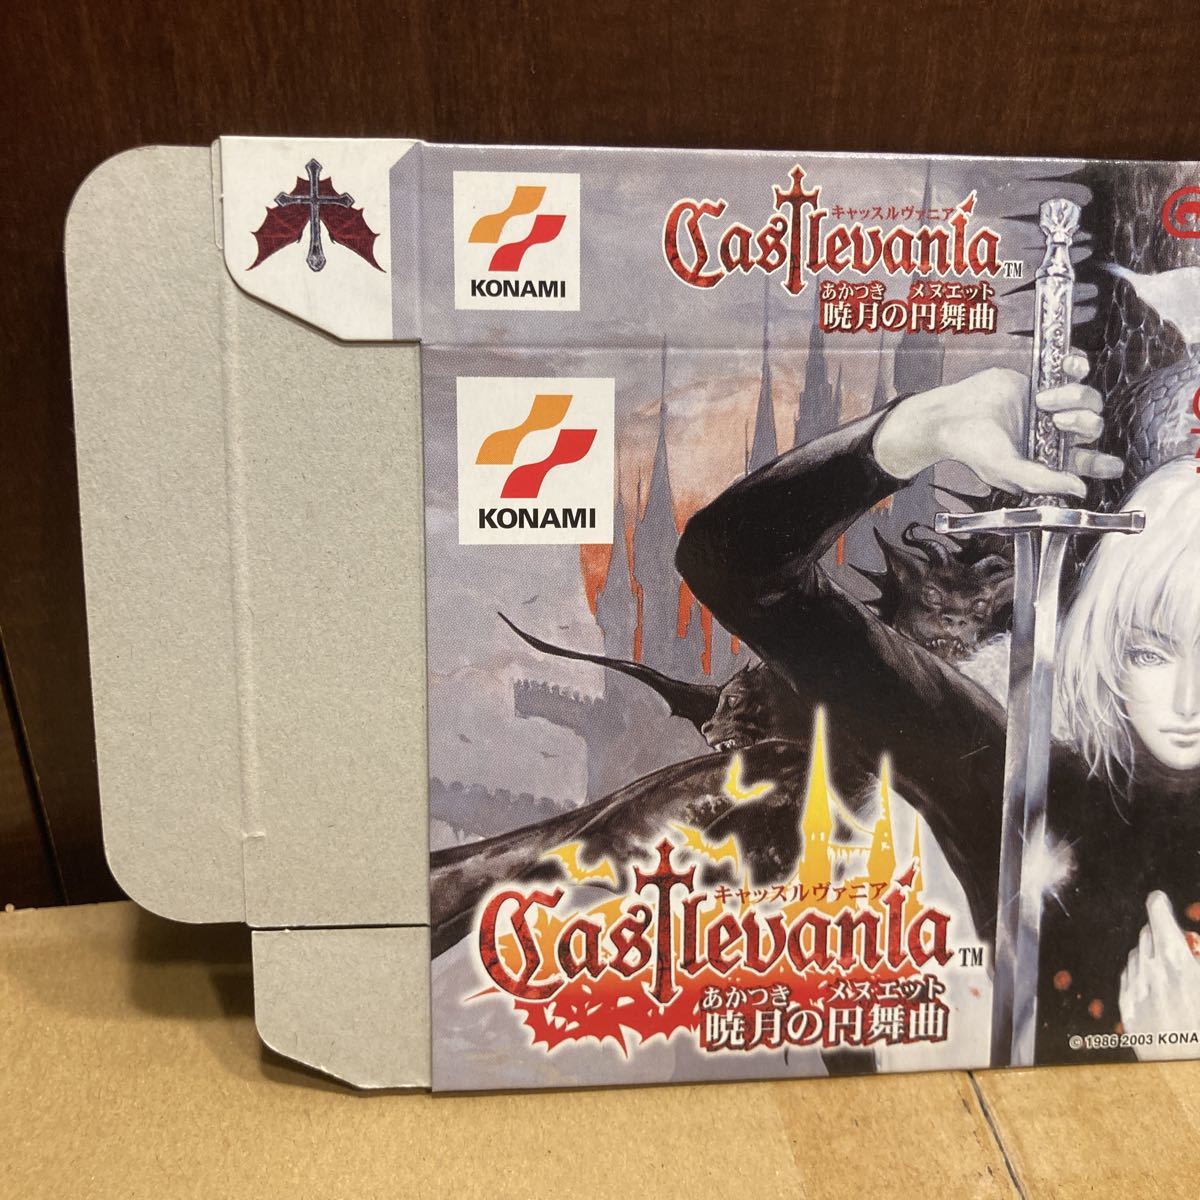 KONAMI
キャッスルヴァニア
Castlevania TM
あかつき メヌエット
暁月の円舞曲
KONAMI
キャッスルヴァニア
Castlevania TM
あかつき メヌエット
暁月の円舞曲
© 1986 2003 KONA